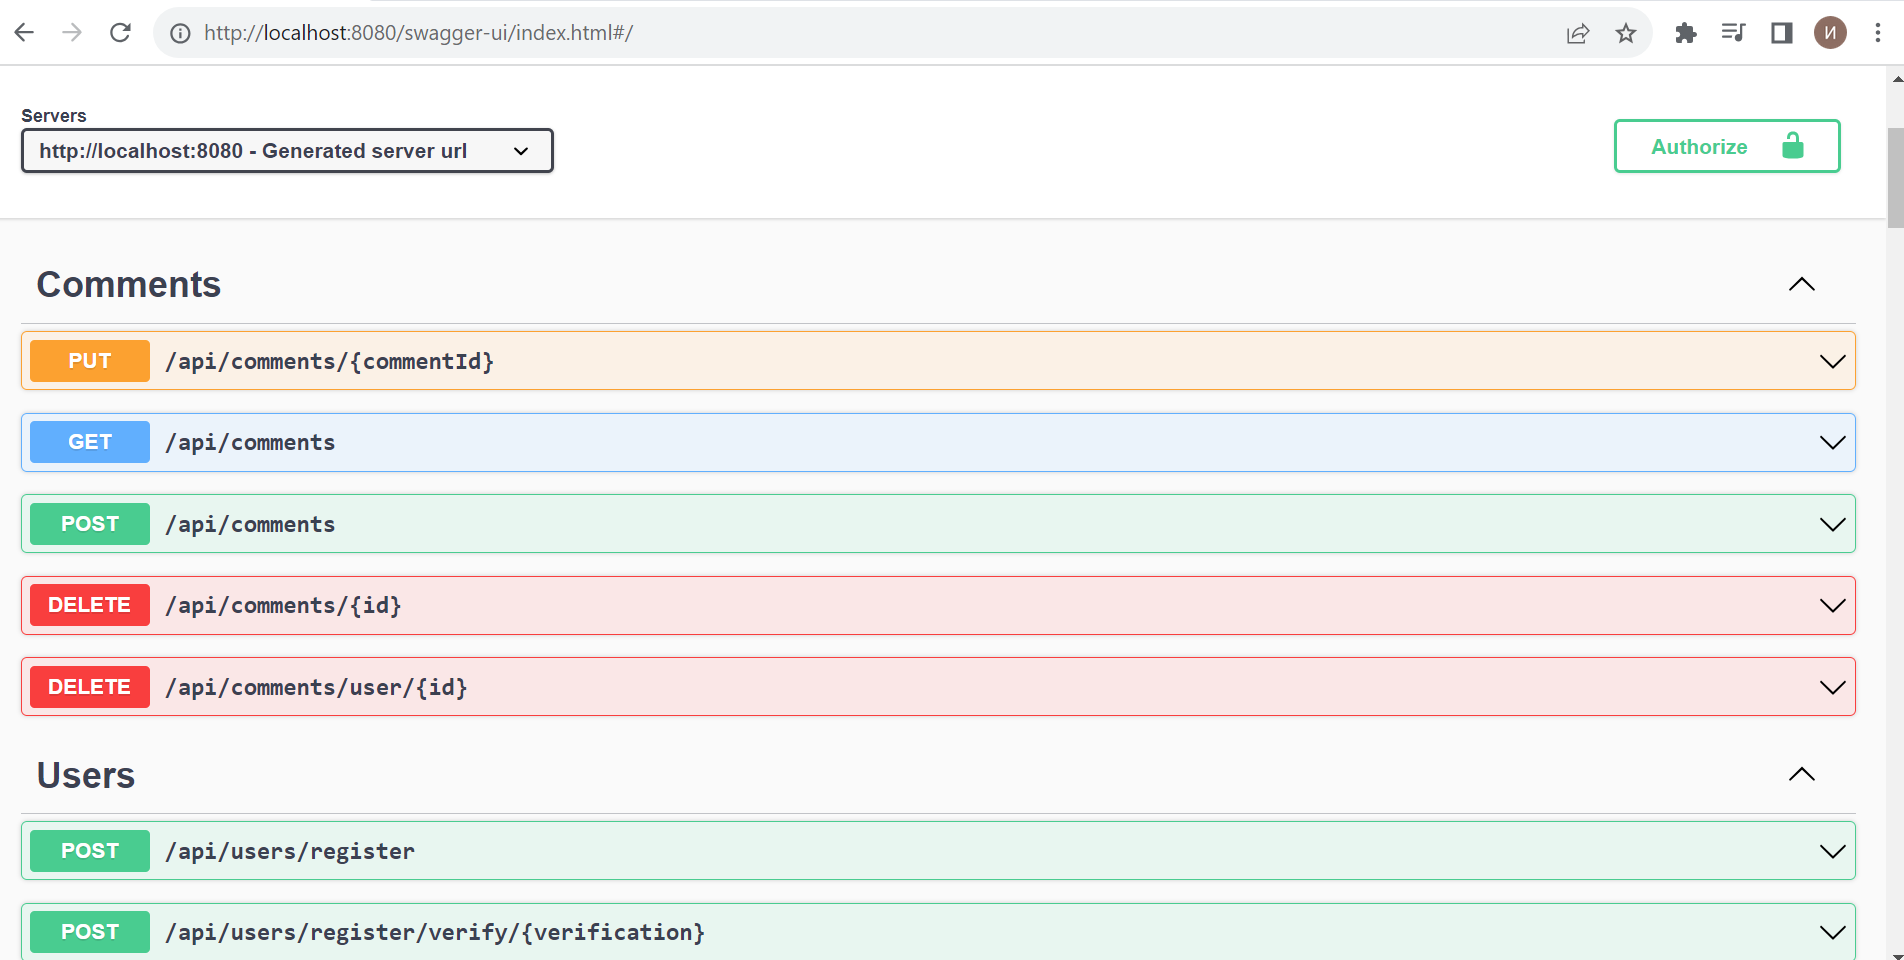 http://localhost:8080/swagger-ui/index.html#/
И
Servers
http://localhost:8080 - Generated server url
Authorize
Comments
PUT /api/comments/{commentId}
GET /api/comments
POST /api/comments
DELETE /api/comments/{id}
DELETE /api/comments/user/{id}
Users
POST /api/users/register
POST /api/users/register/verify/{verification}